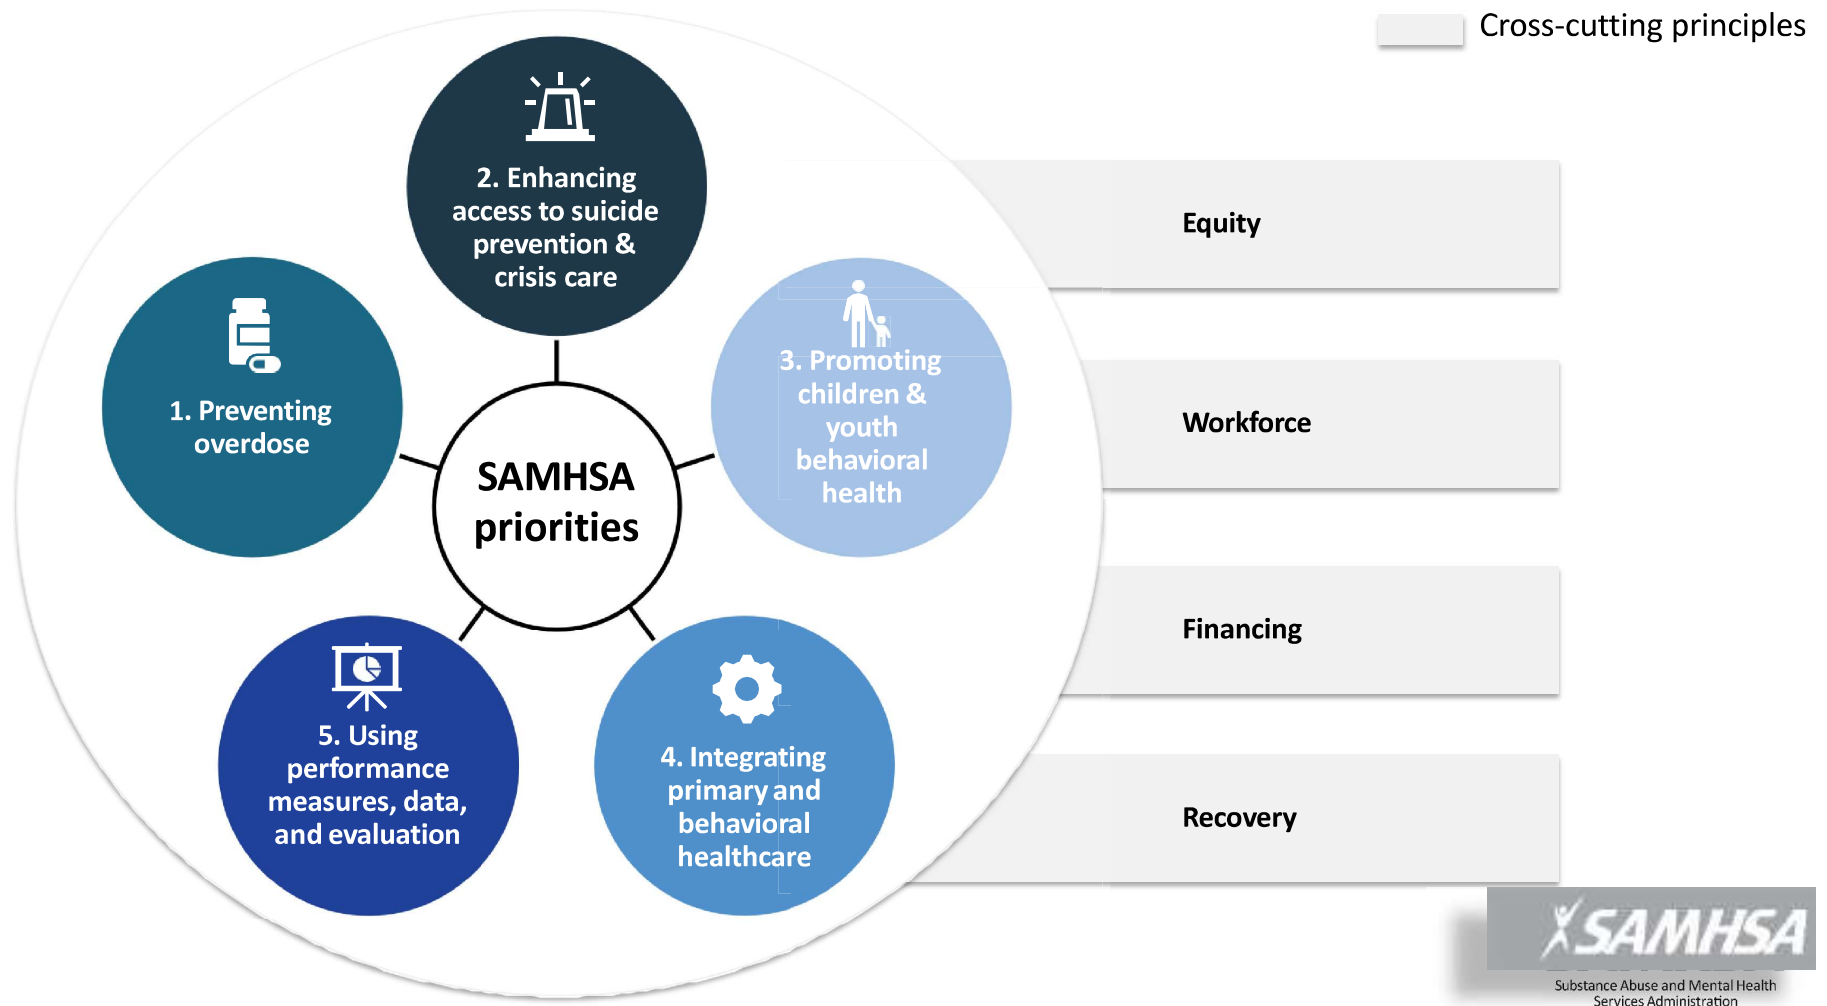 Cross-cutting principles
2. Enhancing
access to suicide
prevention &
crisis care
1. Preventing
overdose
3. Promoting
children &
youth
behavioral
health
SAMHSA
priorities
5. Using
performance
measures, data,
and evaluation
4. Integrating
primary and
behavioral
healthcare
Equity
Workforce
Financing
Recovery
SAMHSA
Substance Abuse and Mental Health
Services Administration